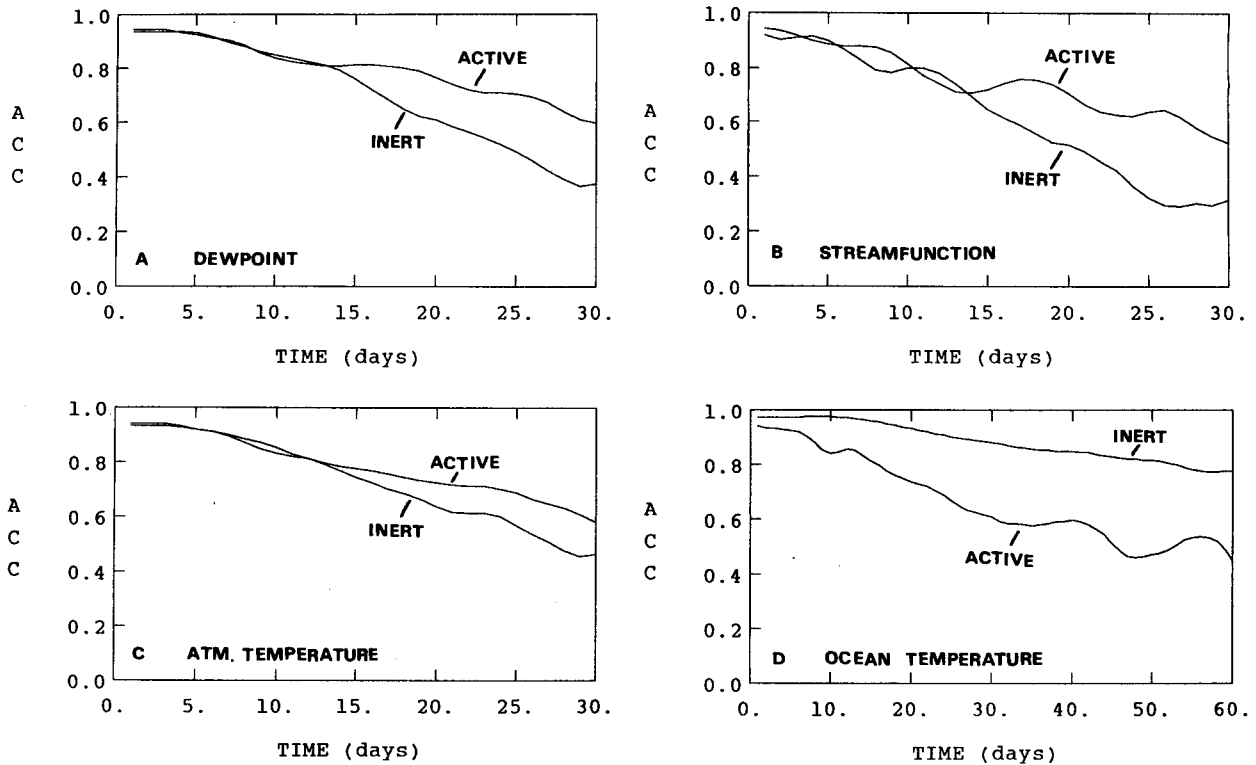 1.0
0.8
0.6
0.4
0.2
0.0
A
C
C
ACTIVE
INERT
A DEWPOINT
0. 5. 10. 15. 20. 25. 30.
TIME (days)
1.0
0.8
0.6
0.4
0.2
0.0
A
C
C
ACTIVE
INERT
B STREAMFUNCTION
0. 5. 10. 15. 20. 25. 30.
TIME (days)
1.0
0.8
0.6
0.4
0.2
0.0
A
C
C
ACTIVE
INERT
C ATM. TEMPERATURE
0. 5. 10. 15. 20. 25. 30.
TIME (days)
1.0
0.8
0.6
0.4
0.2
0.0
A
C
C
INERT
ACTIVE
D OCEAN TEMPERATURE
0. 10. 20. 30. 40. 50. 60.
TIME (days)